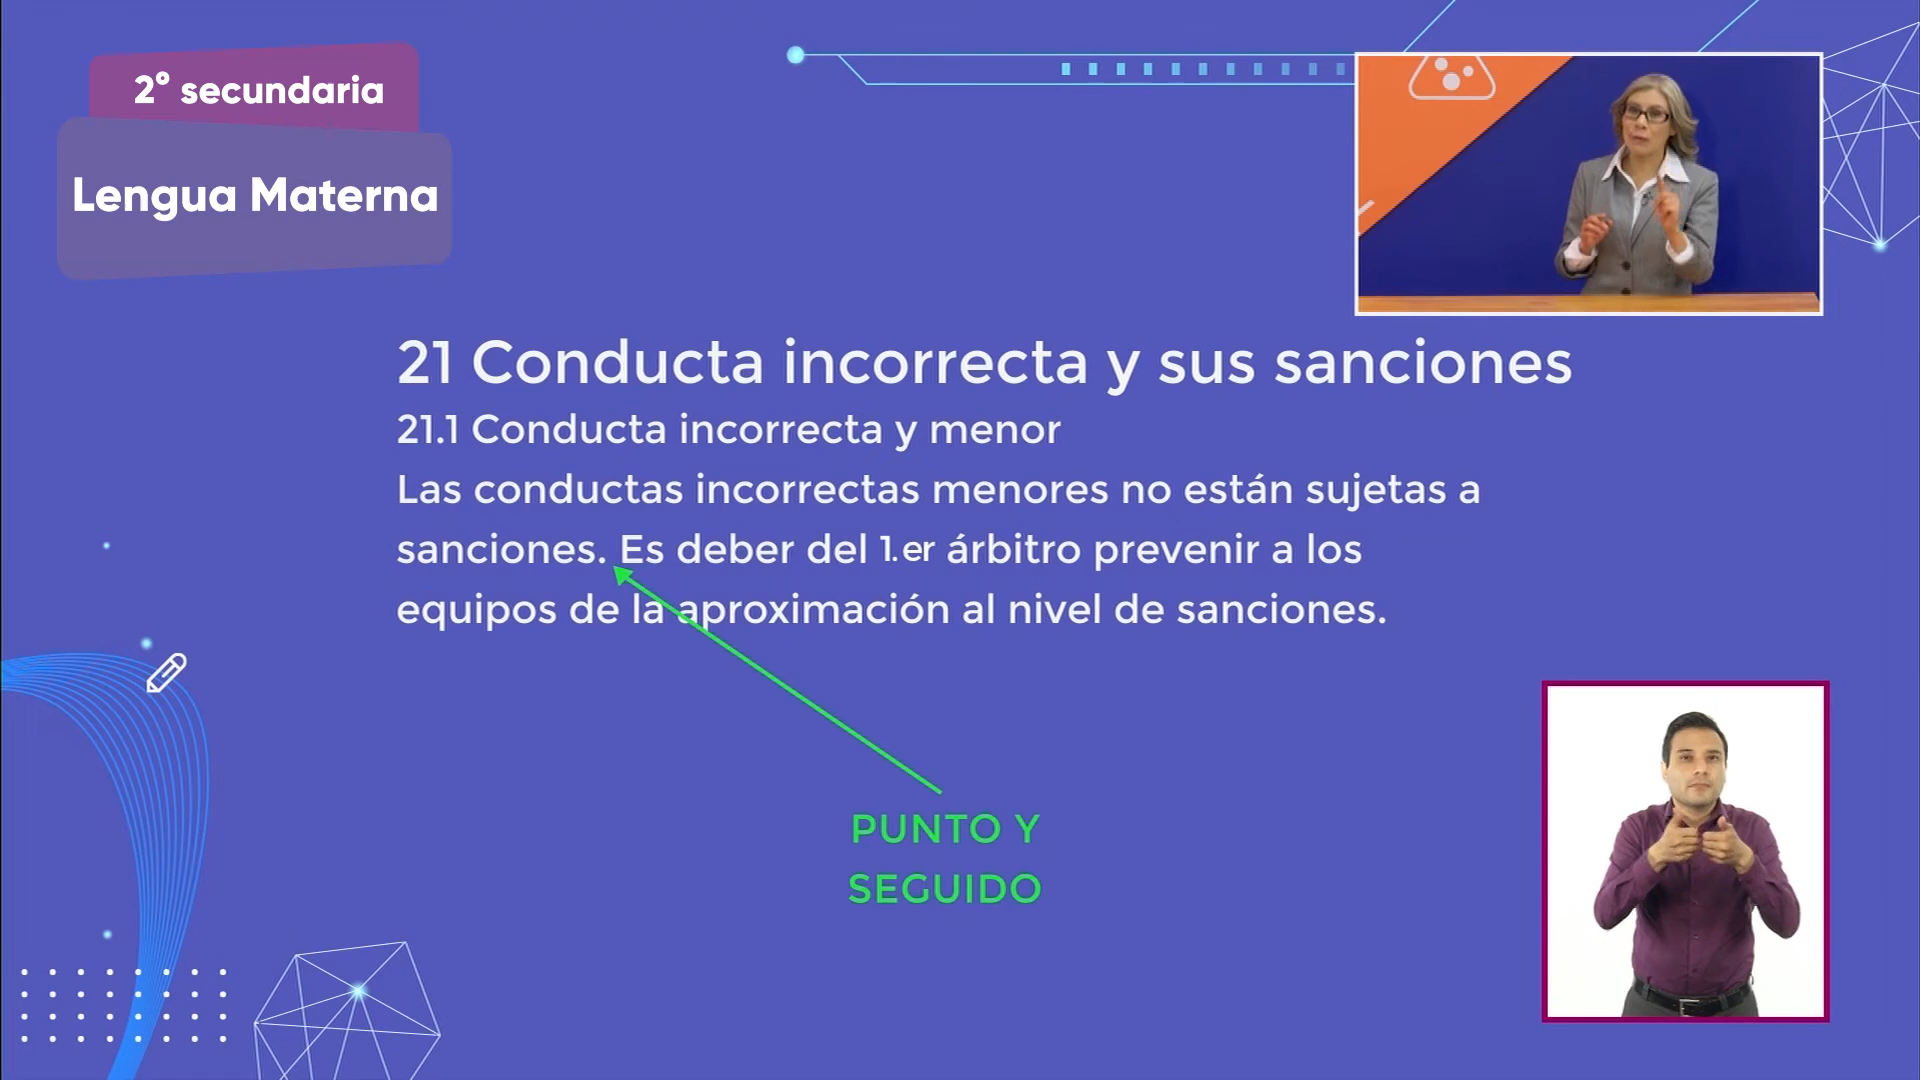 2° secundaria
Lengua Materna
21 Conducta incorrecta y sus sanciones
21.1 Conducta incorrecta y menor
Las conductas incorrectas menores no están sujetas a
sanciones. Es deber del 1.er árbitro prevenir a los
equipos de la aproximación al nivel de sanciones.
PUNTO Y
SEGUIDO